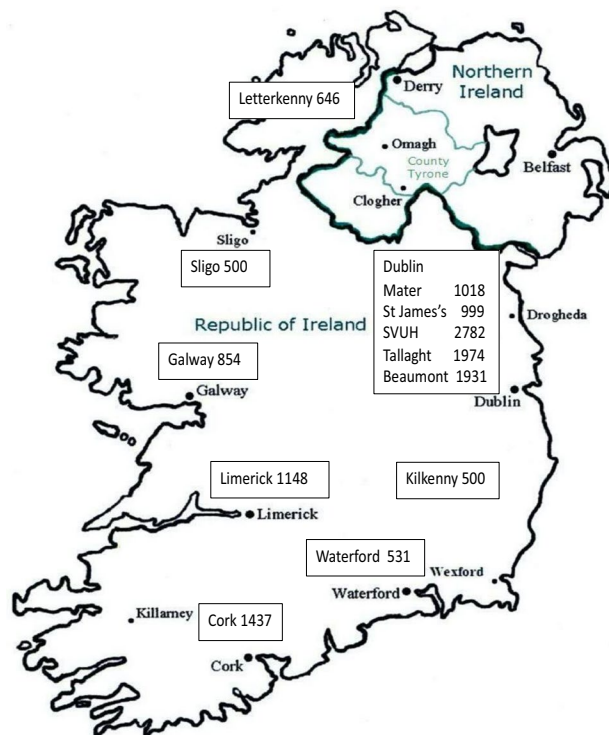 Northern
Ireland
Derry
Letterkenny 646
Omagh
County
Tyrone
Belfast
Clogher
Sligo
Sligo 500
Dublin
Mater 1018
St James's 999
SVUH 2782
Tallaght 1974
Beaumont 1931
Drogheda
Republic of Ireland
Galway 854
Galway
Dublin
Limerick 1148
Kilkenny 500
Limerick
Waterford 531
Wexford
Waterford
Killarney
Cork 1437
Cork